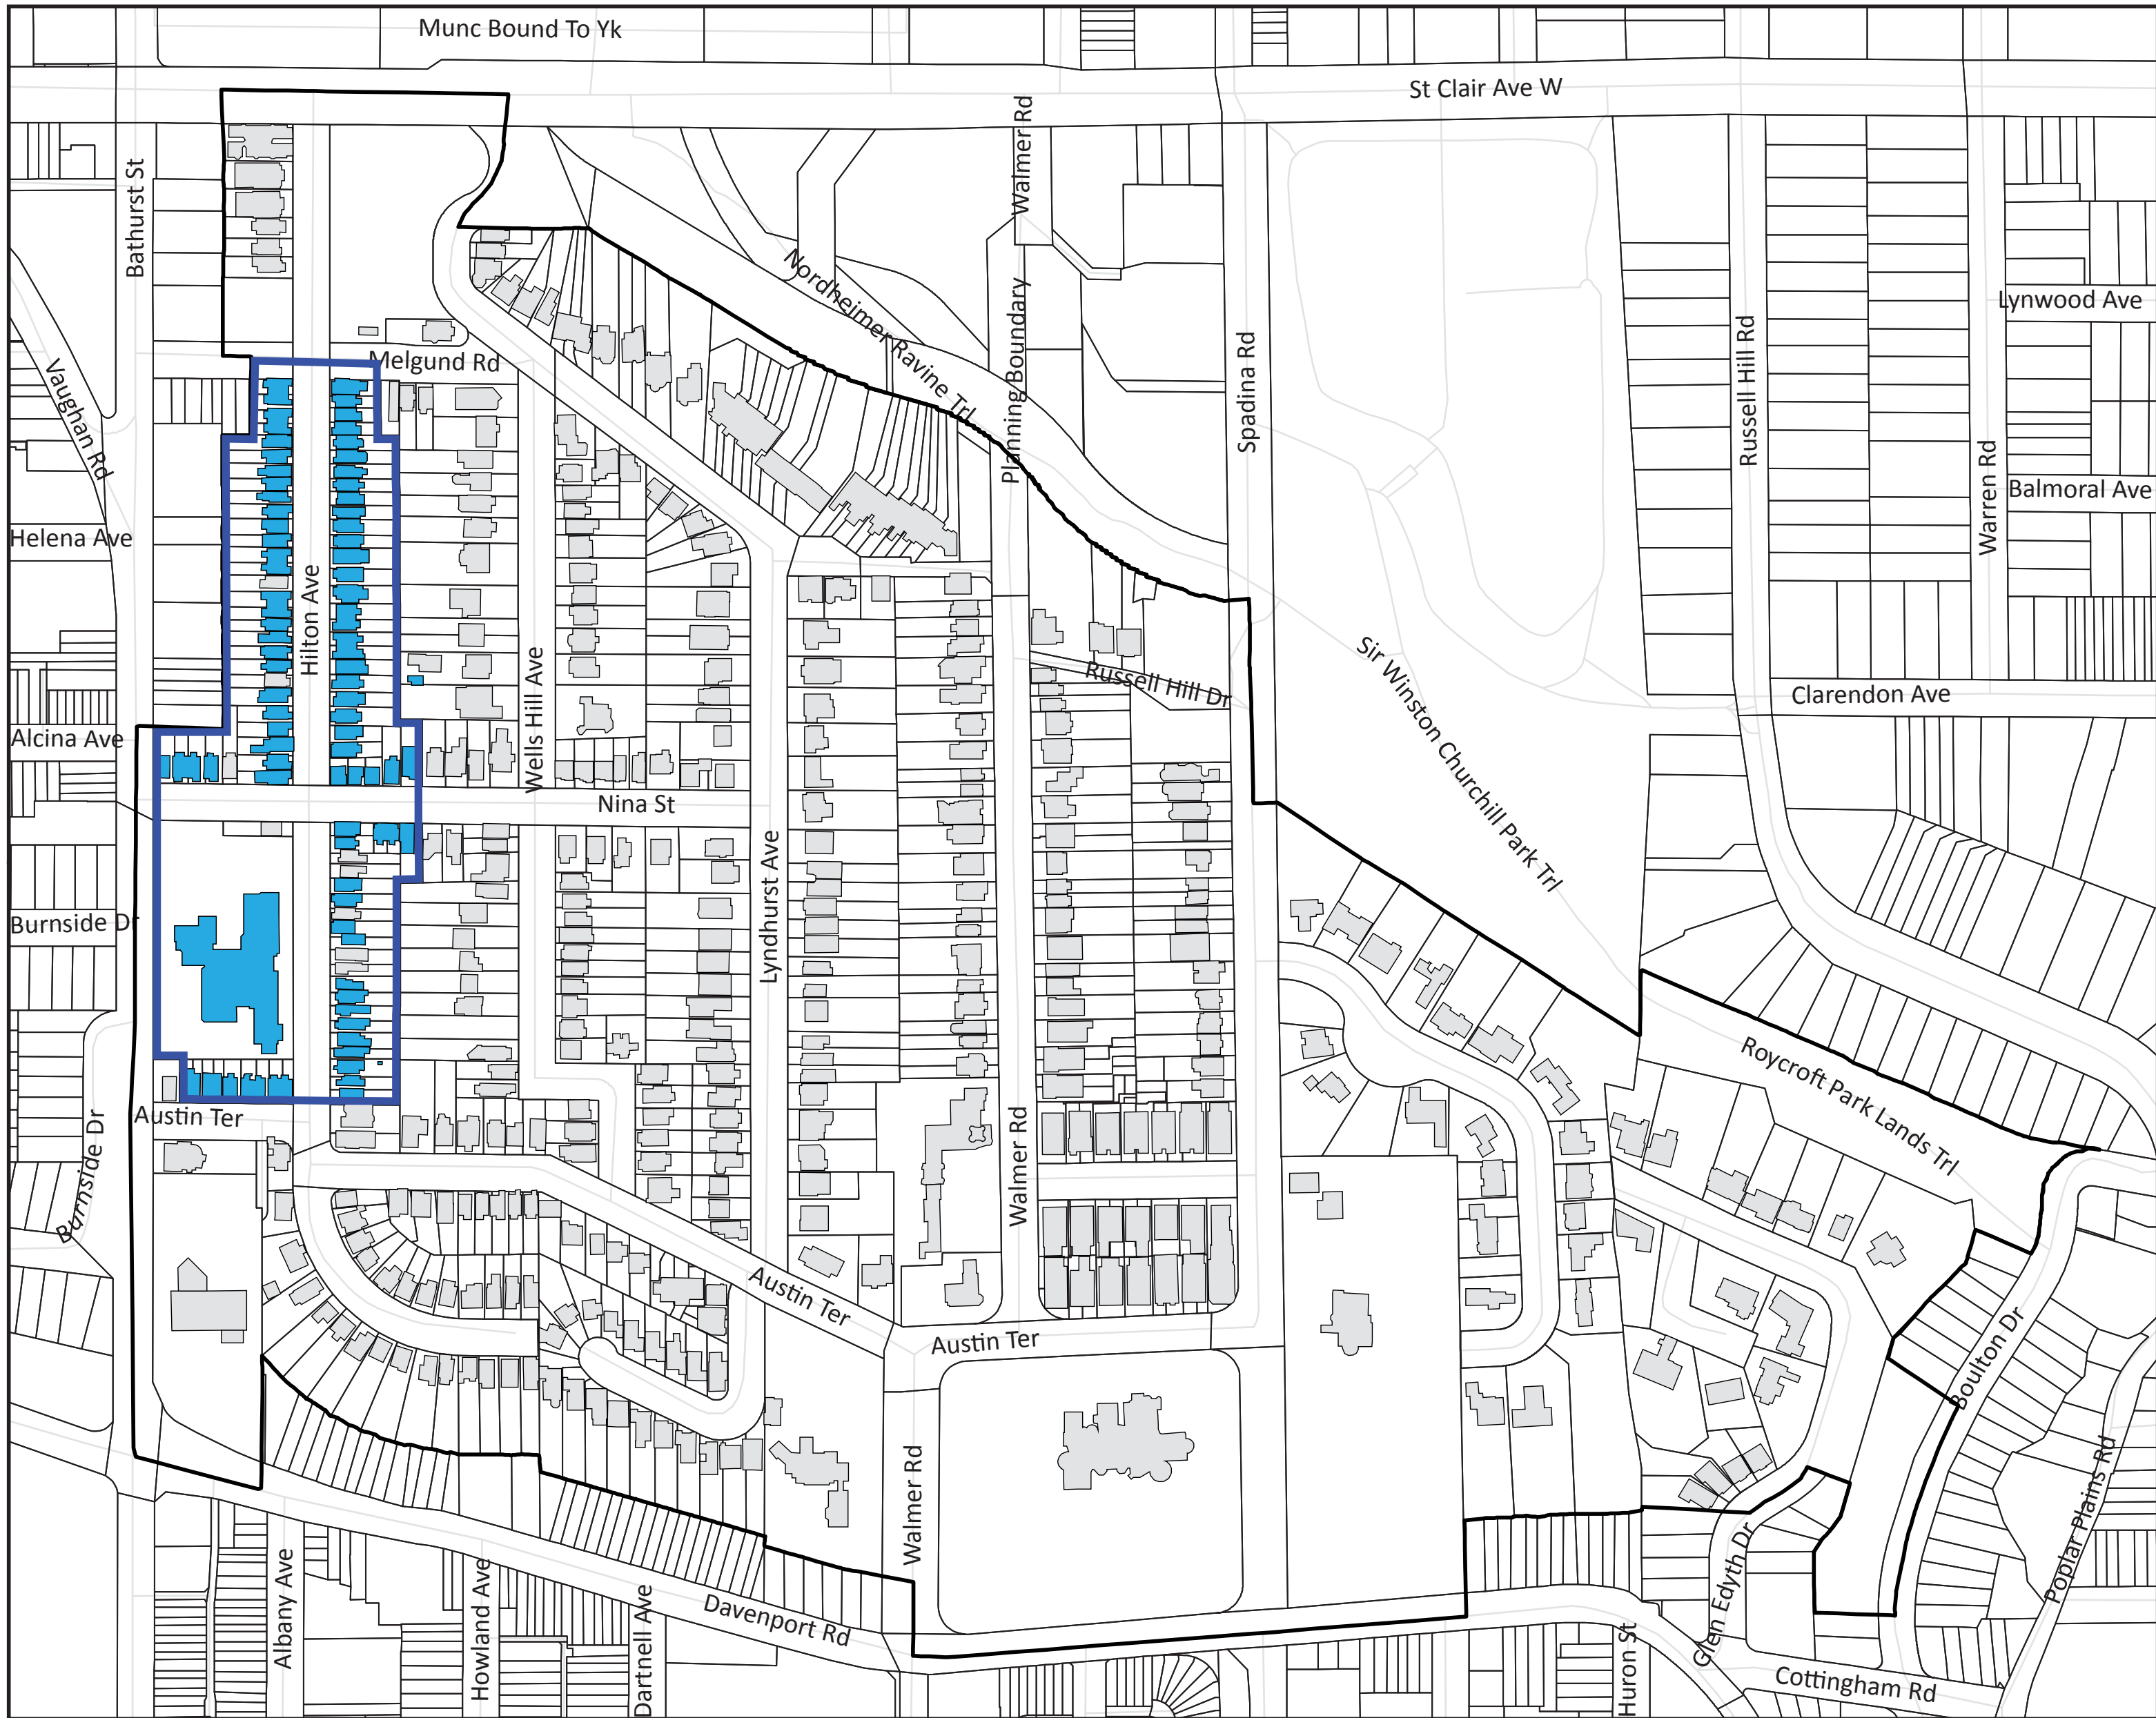 Munc Bound To Yk
St Clair Ave W
Walmer Rd
Bathurst St
Nordheimer Ravine Trl
Planning Boundary
Lynwood Ave
Spadina Rd
Russell Hill Rd
Melgund Rd
Vaughan Rd
Warren Rd
Balmoral Ave
Helena Ave
Hilton Ave
Wells Hill Ave
Russell Hill Dr
Sir Winston Churchill Park Trl
Clarendon Ave
Alcina Ave
Nina St
Lyndhurst Ave
Burnside Dr
Roycroft Park Lands Trl
Austin Ter
Burnside Dr
Walmer Rd
Austin Ter
Austin Ter
Boulton Dr
Poplar Plains Rd
Walmer Rd
Glen Edyth Dr
Albany Ave
Howland Ave
Dartnell Ave
Davenport Rd
Huron St
Cottingham Rd